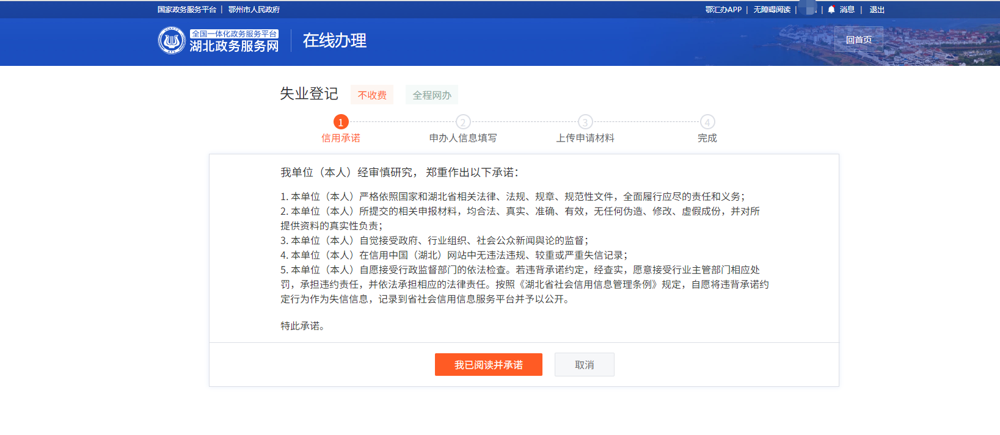 国家政务服务平台 | 鄂州市人民政府
鄂汇办APP | 无障碍阅读 | | 消息 | 退出
全国一体化政务服务平台
湖北政务服务网
在线办理
回首页
失业登记 不收费 全程网办
1 2 3 4
信用承诺 申办人信息填写 上传申请材料 完成
我单位（本人）经审慎研究， 郑重作出以下承诺：
1. 本单位（本人）严格依照国家和湖北省相关法律、法规、规章、规范性文件，全面履行应尽的责任和义务；
2. 本单位（本人）所提交的相关申报材料，均合法、真实、准确、有效，无任何伪造、修改、虚假成份，并对所
提供资料的真实性负责；
3. 本单位（本人）自觉接受政府、行业组织、社会公众新闻與论的监督；
4. 本单位（本人）在信用中国（湖北）网站中无违法违规、较重或严重失信记录；
5. 本单位（本人）自愿接受行政监督部门的依法检查。若违背承诺约定，经查实，愿意接受行业主管部门相应处
罚，承担违约责任，并依法承担相应的法律责任。按照《湖北省社会信用信息管理条例》规定，自愿将违背承诺约
定行为作为失信信息，记录到省社会信用信息服务平台并予以公开。
特此承诺。
我已阅读并承诺 取消